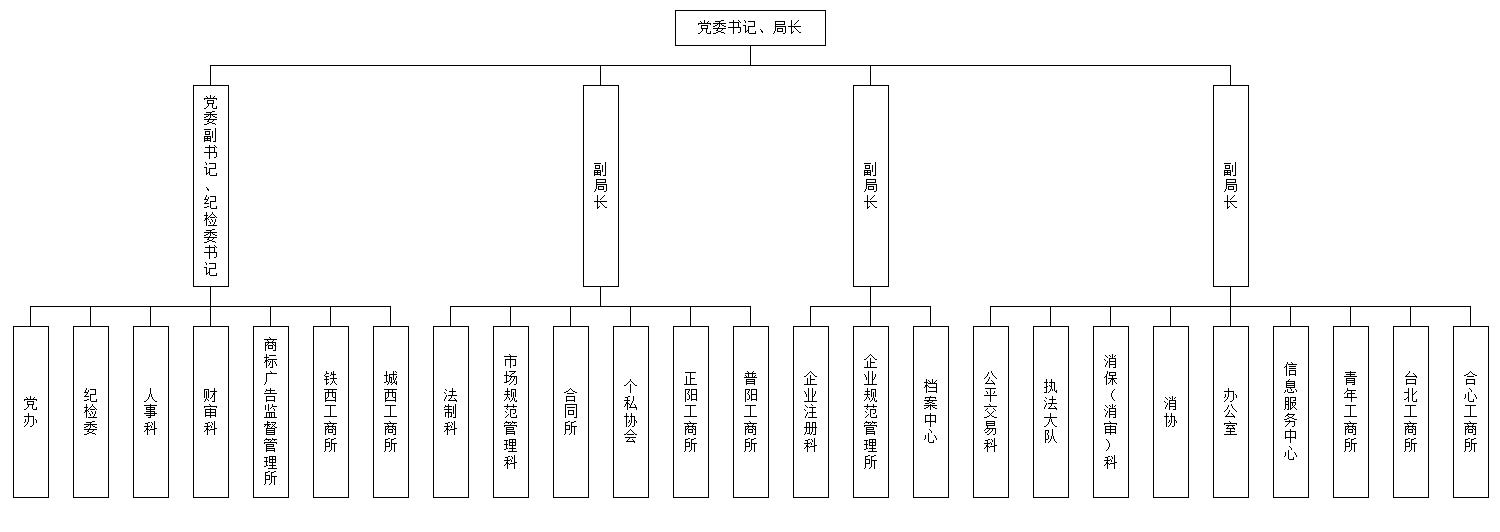 党委书记、局长
党委副书记、纪检委书记
副局长
副局长
副局长
党办
纪检委
人事科
财审科
商标广告监督管理所
铁西工商所
城西工商所
法制科
市场规范管理科
合同所
个私协会
正阳工商所
普阳工商所
企业注册科
企业规范管理所
档案中心
公平交易科
执法大队
消保（消审）科
消协
办公室
信息服务中心
青年工商所
台北工商所
合心工商所